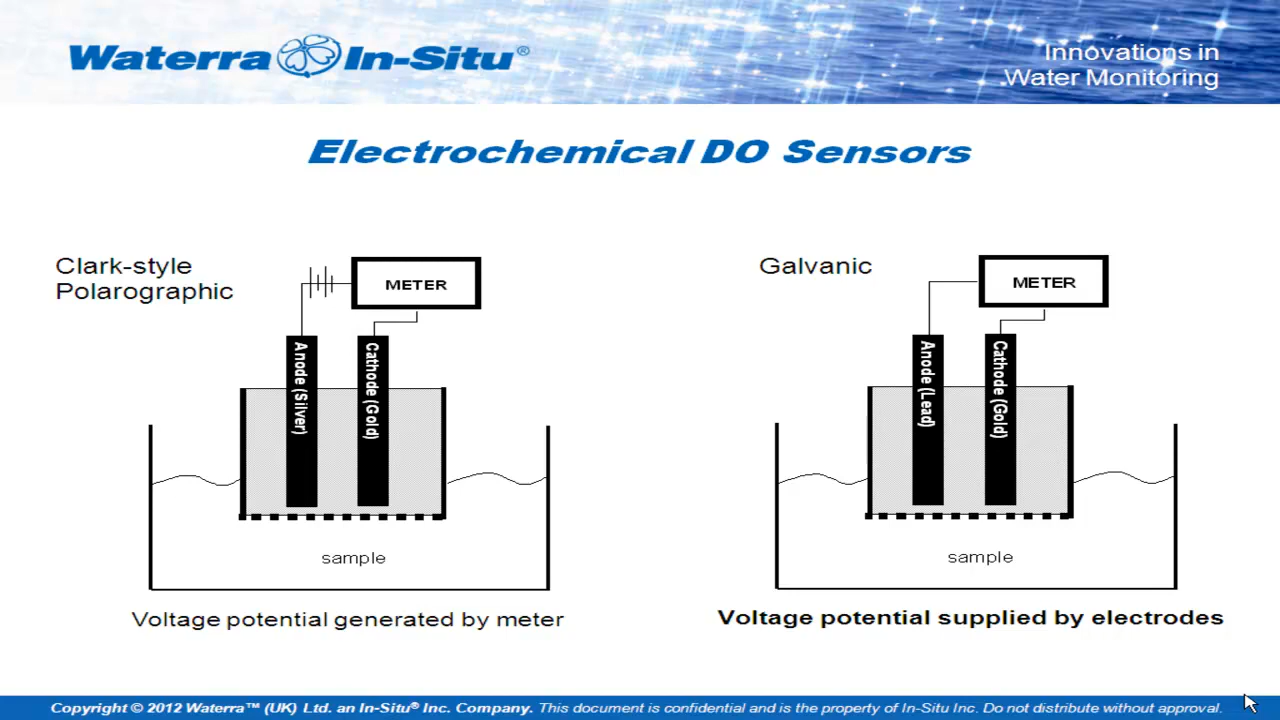 Waterra In-Situ®
Innovations in
Water Monitoring
Electrochemical DO Sensors
Clark-style
Polarographic
METER
Anode (Silver)
Cathode (Gold)
sample
Voltage potential generated by meter
Galvanic
METER
Anode (Lead)
Cathode (Gold)
sample
Voltage potential supplied by electrodes
Copyright © 2012 Waterra™ (UK) Ltd. an In-Situ® Inc. Company. This document is confidential and is the property of In-Situ Inc. Do not distribute without approval.